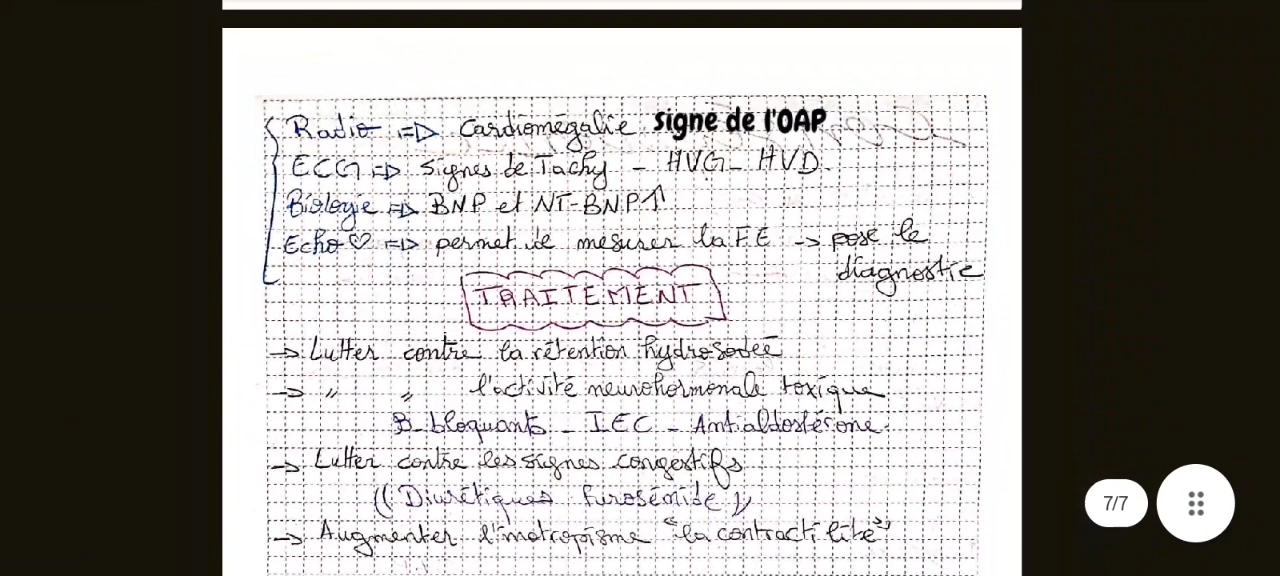 Radio => Cardiomégalie signe de l'OAP
ECG => Signes de Tachy - HVG - HVD.
Biologie => BNP et NT-BNP↑
Echo♡ => permet de mesurer la FE -> pose le
diagnostic
TRAITEMENT
-> Lutter contre la rétention hydrosodée
-> " " l'activité neurohormonale toxique
B-bloquants - IEC - Antialdostérone.
-> Lutter contre les signes congestifs
((Diurétiques furosémide))
-> Augmenter l'inotropisme "la contractilité"
7/7